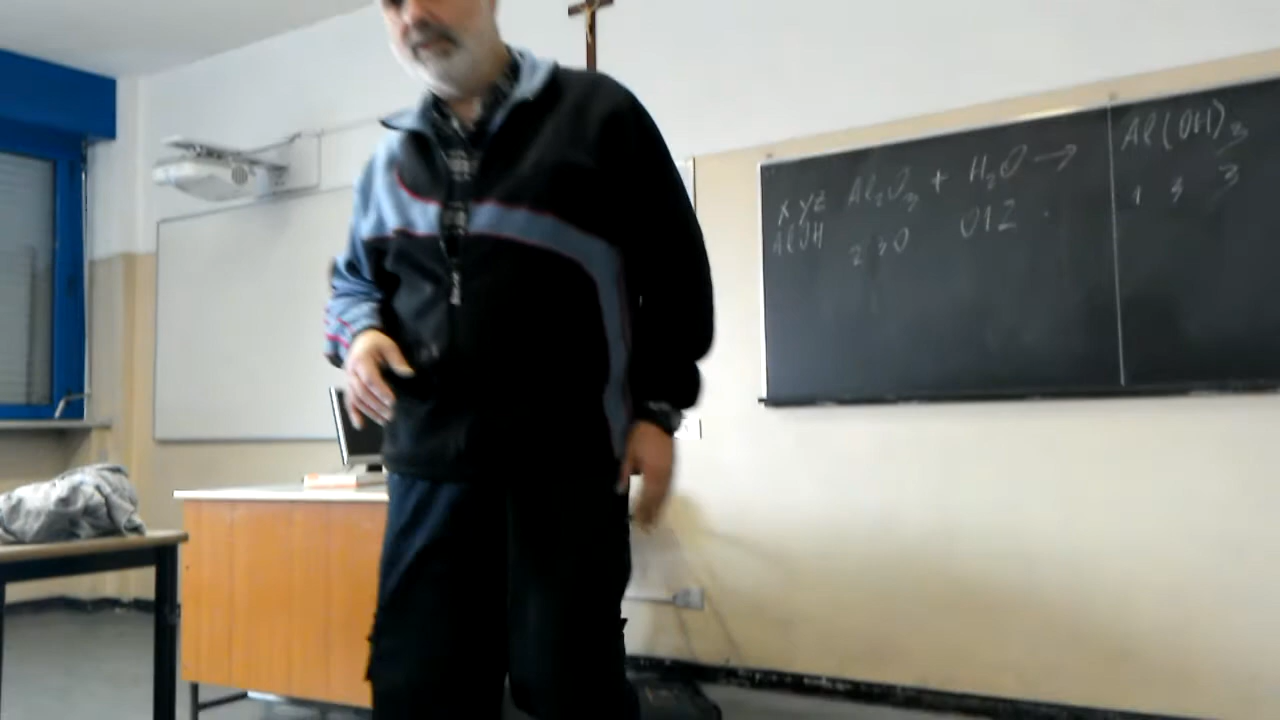 Al₂O₃ + H₂O → Al(OH)₃
x y z
Al O H 2 3 0 0 1 2 1 3 3